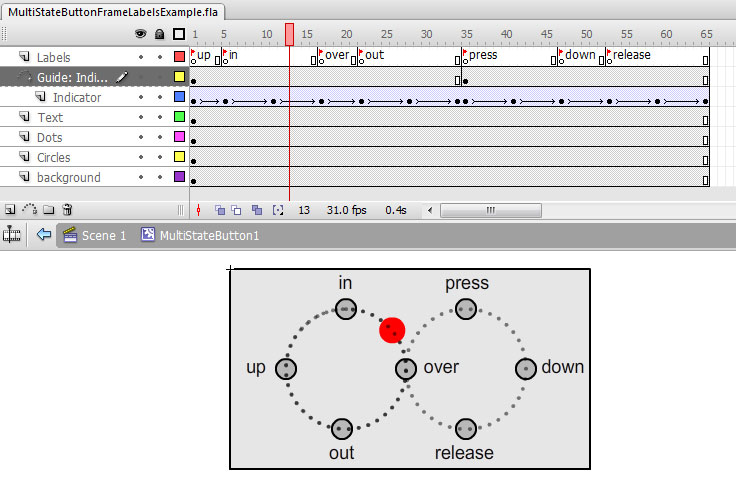 MultiStateButtonFrameLabelsExample.fla
1 5 10 15 20 25 30 35 40 45 50 55 60 65
Labels up in over out press down release
Guide: Indi...
Indicator
Text
Dots
Circles
background
13 31.0 fps 0.4s
Scene 1 MultiStateButton1
in press
up over down
out release